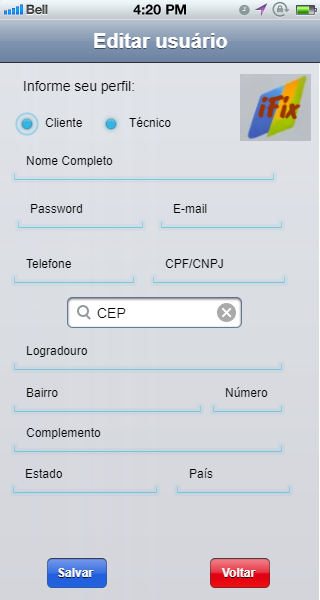 Bell 4:20 PM
Editar usuário
Informe seu perfil:
iFix
Cliente Técnico
Nome Completo
Password E-mail
Telefone CPF/CNPJ
CEP
Logradouro
Bairro Número
Complemento
Estado País
Salvar Voltar